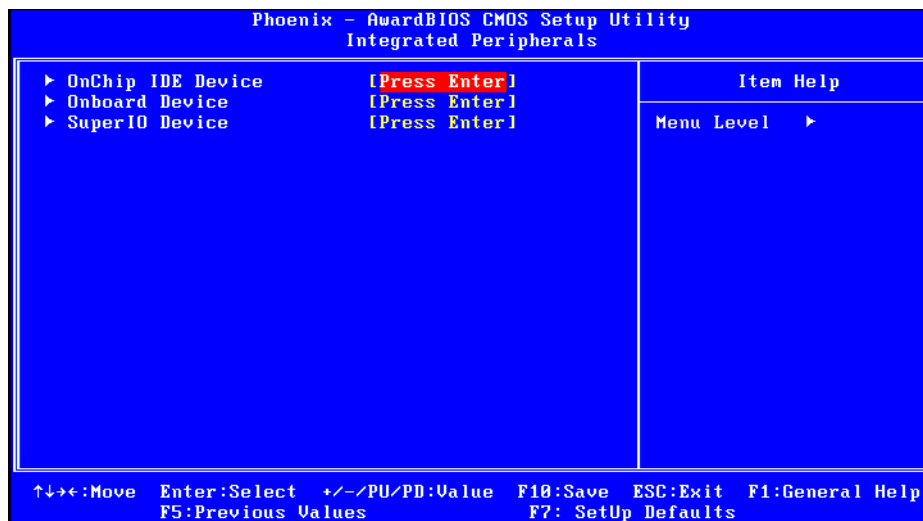 Phoenix - AwardBIOS CMOS Setup Utility
Integrated Peripherals
► OnChip IDE Device [Press Enter]
► Onboard Device [Press Enter]
► SuperIO Device [Press Enter]
Item Help
Menu Level ►
↑↓→←:Move Enter:Select +/-/PU/PD:Value F10:Save ESC:Exit F1:General Help
F5:Previous Values F7: SetUp Defaults